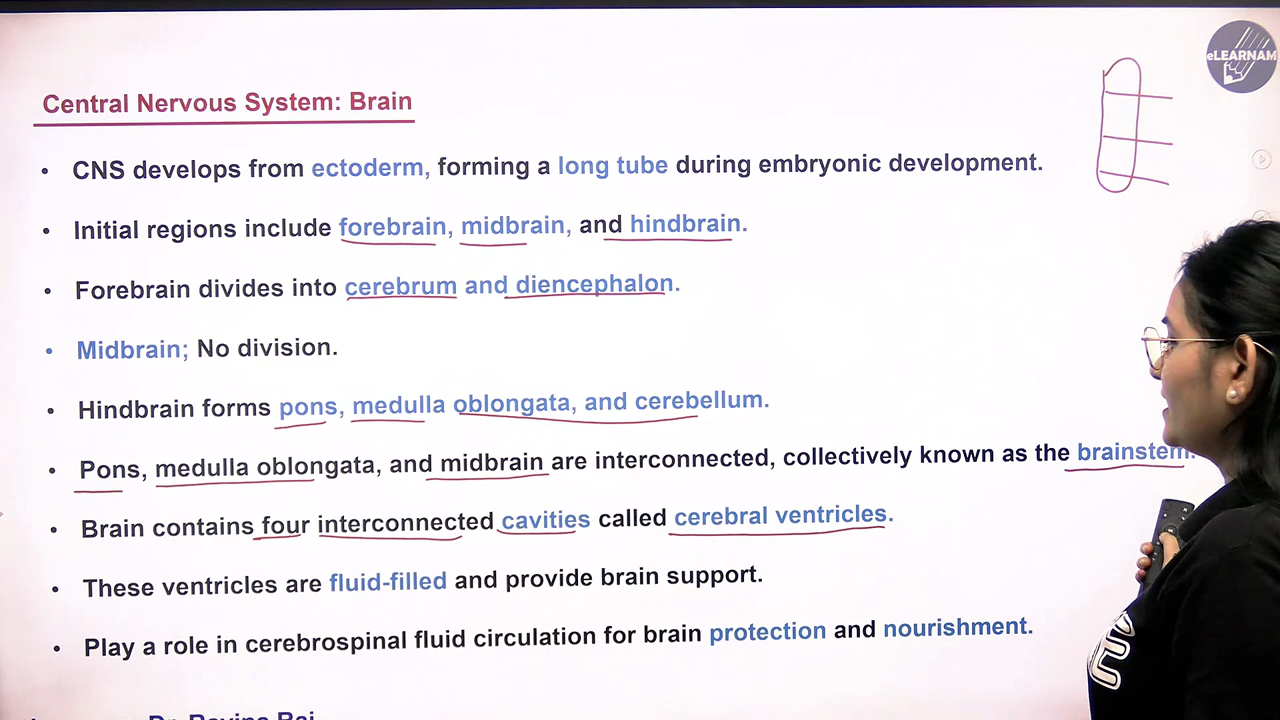 eLEARNAM
Central Nervous System: Brain
• CNS develops from ectoderm, forming a long tube during embryonic development.
• Initial regions include forebrain, midbrain, and hindbrain.
• Forebrain divides into cerebrum and diencephalon.
• Midbrain; No division.
• Hindbrain forms pons, medulla oblongata, and cerebellum.
• Pons, medulla oblongata, and midbrain are interconnected, collectively known as the brainstem.
• Brain contains four interconnected cavities called cerebral ventricles.
• These ventricles are fluid-filled and provide brain support.
• Play a role in cerebrospinal fluid circulation for brain protection and nourishment.